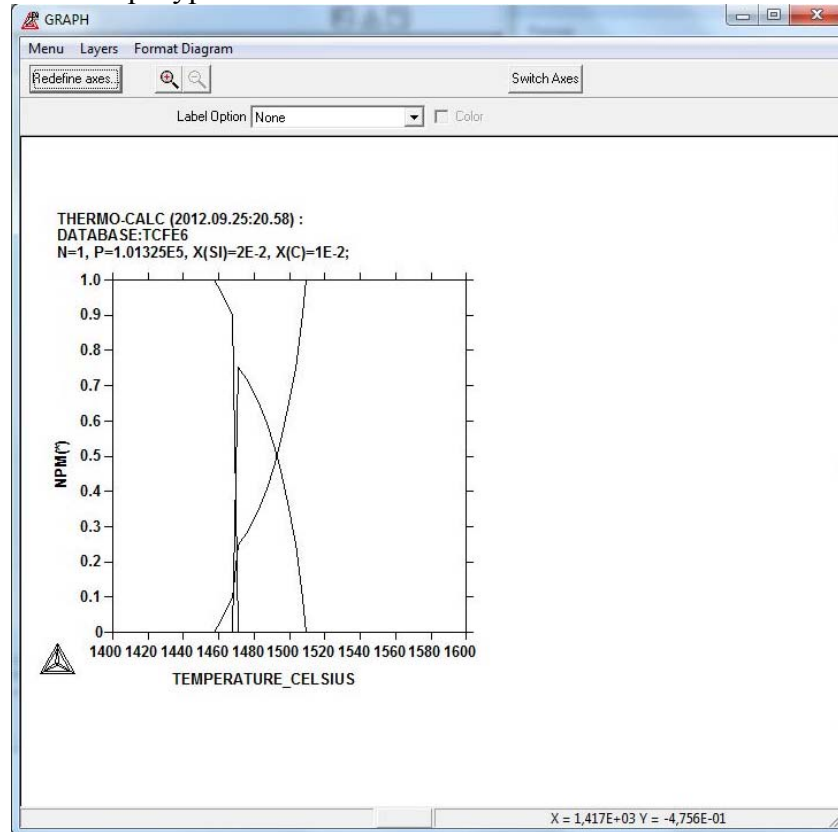 GRAPH
Menu Layers Format Diagram
Redefine axes... Switch Axes
Label Option None Color
THERMO-CALC (2012.09.25:20.58) :
DATABASE:TCFE6
N=1, P=1.01325E5, X(SI)=2E-2, X(C)=1E-2;
1.0
0.9
0.8
0.7
0.6
0.5
0.4
0.3
0.2
0.1
0
NPM(*)
1400 1420 1440 1460 1480 1500 1520 1540 1560 1580 1600
TEMPERATURE_CELSIUS
X = 1,417E+03 Y = -4,756E-01